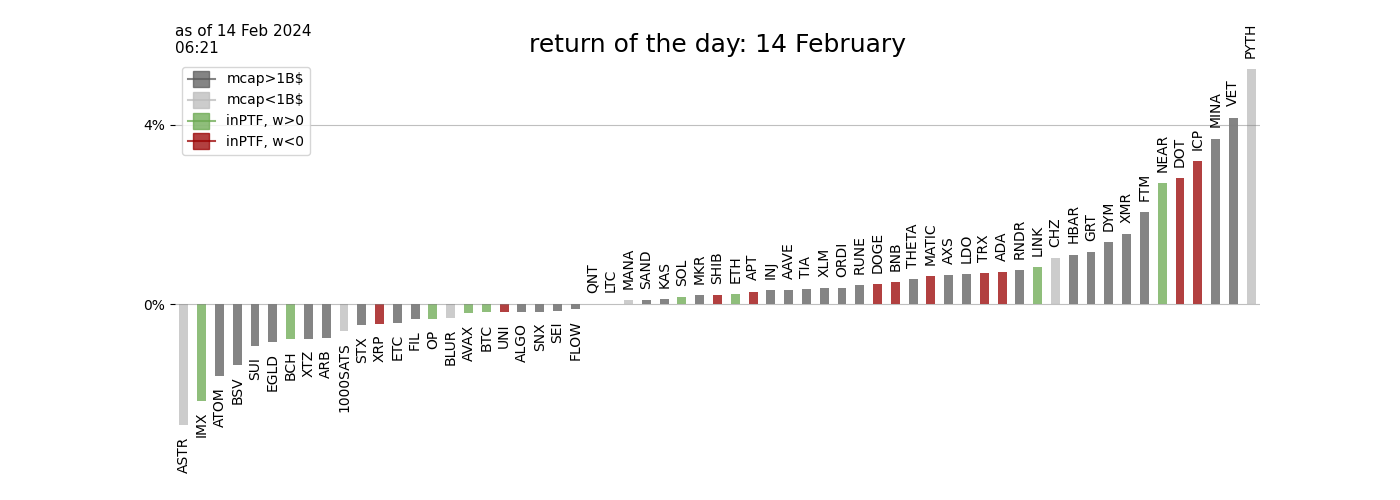 as of 14 Feb 2024
06:21
return of the day: 14 February
mcap>1B$
mcap<1B$
inPTF, w>0
inPTF, w<0
4%
0%
ASTR
IMX
ATOM
BSV
SUI
EGLD
BCH
XTZ
ARB
1000SATS
STX
XRP
ETC
FIL
OP
BLUR
AVAX
BTC
UNI
ALGO
SNX
SEI
FLOW
QNT
LTC
MANA
SAND
KAS
SOL
MKR
SHIB
ETH
APT
INJ
AAVE
TIA
XLM
ORDI
RUNE
DOGE
BNB
THETA
MATIC
AXS
LDO
TRX
ADA
RNDR
LINK
CHZ
HBAR
GRT
DYM
XMR
FTM
NEAR
DOT
ICP
MINA
VET
PYTH